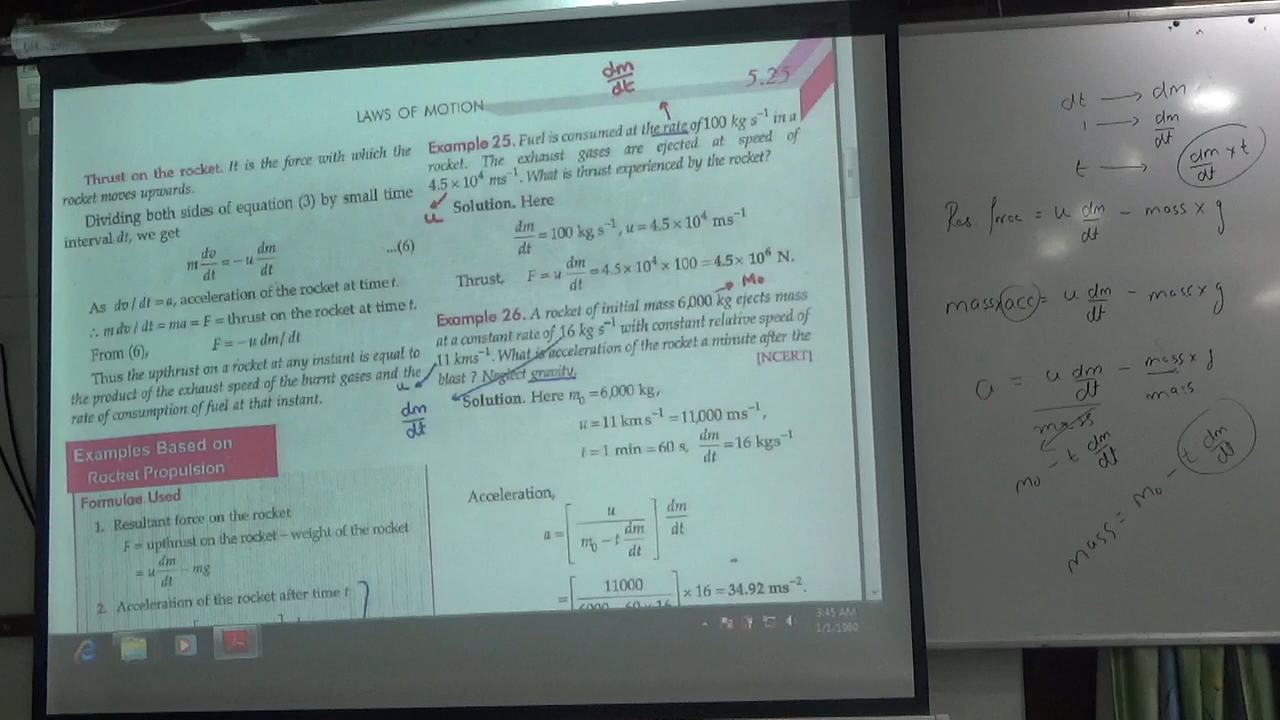 LAWS OF MOTION
5.25
dm
dt
Thrust on the rocket. It is the force with which the
rocket moves upwards.
Dividing both sides of equation (3) by small time
interval dt, we get
m dv/dt = – u dm/dt ...(6)
As dv / dt = a, acceleration of the rocket at time t.
∴ m dv / dt = ma = F = thrust on the rocket at time t.
From (6), F = – u dm / dt
Thus the upthrust on a rocket at any instant is equal to
the product of the exhaust speed of the burnt gases and the
rate of consumption of fuel at that instant.
Examples Based on
Rocket Propulsion
Formulae Used
1. Resultant force on the rocket
F = upthrust on the rocket – weight of the rocket
= u dm/dt – mg
2. Acceleration of the rocket after time t
Example 25. Fuel is consumed at the rate of 100 kg s⁻¹ in a
rocket. The exhaust gases are ejected at speed of
4.5 × 10⁴ ms⁻¹. What is thrust experienced by the rocket?
u
Solution. Here
dm/dt = 100 kg s⁻¹, u = 4.5 × 10⁴ ms⁻¹
Thrust, F = u dm/dt = 4.5 × 10⁴ × 100 = 4.5 × 10⁶ N.
Mo
Example 26. A rocket of initial mass 6,000 kg ejects mass
at a constant rate of 16 kg s⁻¹ with constant relative speed of
11 kms⁻¹. What is acceleration of the rocket a minute after the
blast ? Neglect gravity. [NCERT]
u
dm
dt
Solution. Here m₀ = 6,000 kg,
u = 11 km s⁻¹ = 11,000 ms⁻¹,
t = 1 min = 60 s, dm/dt = 16 kgs⁻¹
Acceleration,
a = [ u / (m₀ – t dm/dt) ] dm/dt
= [ 11000 / (6000 – 60 × 16) ] × 16 = 34.92 ms⁻².
3:45 AM
1/1/1980
dt → dm
1 → dm/dt
t → dm/dt × t
Res force = u dm/dt – mass × g
mass × acc = u dm/dt – mass × g
a = u dm/dt / mass – mass × g / mass
mo – t dm/dt
mass = mo – t dm/dt